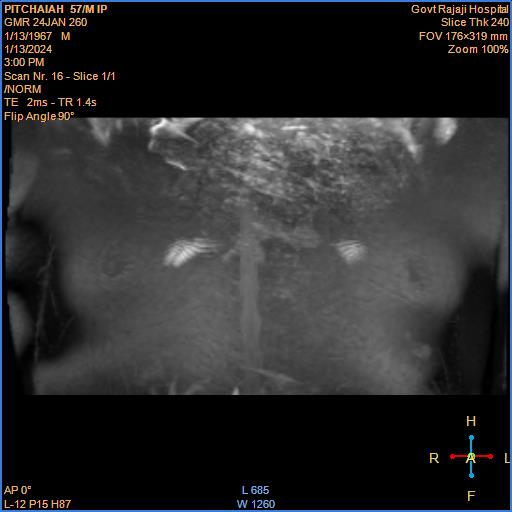 PITCHAIAH 57/M IP
GMR 24JAN 260
1/13/1967 M
1/13/2024
3:00 PM
Scan Nr. 16 - Slice 1/1
/NORM
TE 2ms - TR 1.4s
Flip Angle 90°
Govt Rajaji Hospital
Slice Thk 240
FOV 176×319 mm
Zoom 100%
H
R A L
F
AP 0°
L-12 P15 H87
L 685
W 1260